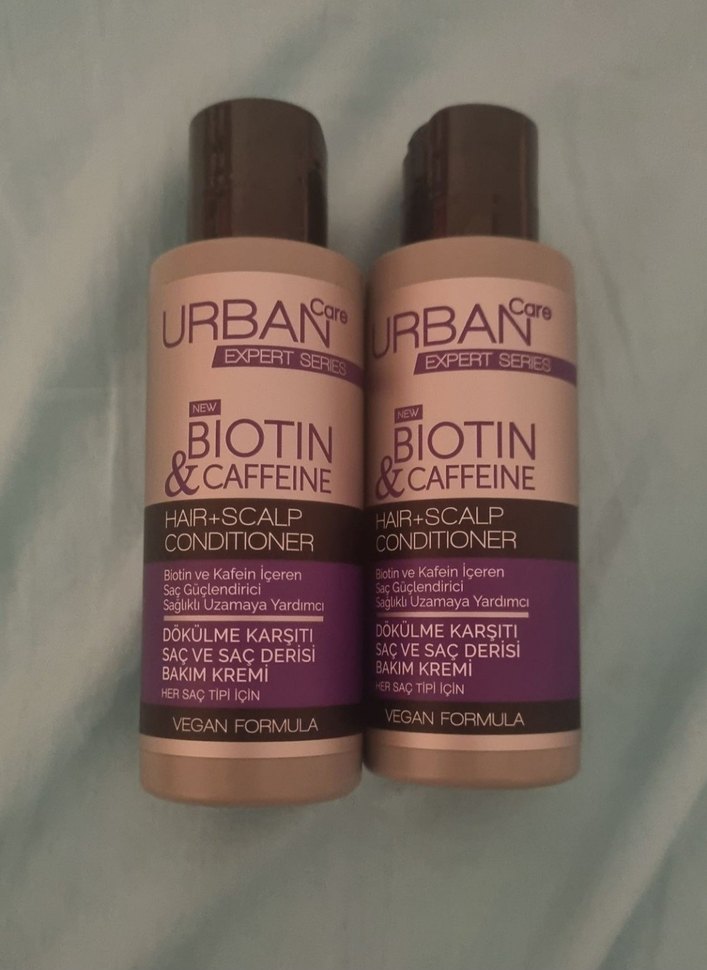 URBAN Care
EXPERT SERIES
NEW
BIOTIN
& CAFFEINE
HAIR+SCALP
CONDITIONER
Biotin ve Kafein İçeren
Saç Güçlendirici
Sağlıklı Uzamaya Yardımcı
DÖKÜLME KARŞITI
SAÇ VE SAÇ DERİSİ
BAKIM KREMİ
HER SAÇ TİPİ İÇİN
VEGAN FORMULA
URBAN Care
EXPERT SERIES
NEW
BIOTIN
& CAFFEINE
HAIR+SCALP
CONDITIONER
Biotin ve Kafein İçeren
Saç Güçlendirici
Sağlıklı Uzamaya Yardımcı
DÖKÜLME KARŞITI
SAÇ VE SAÇ DERİSİ
BAKIM KREMİ
HER SAÇ TİPİ İÇİN
VEGAN FORMULA